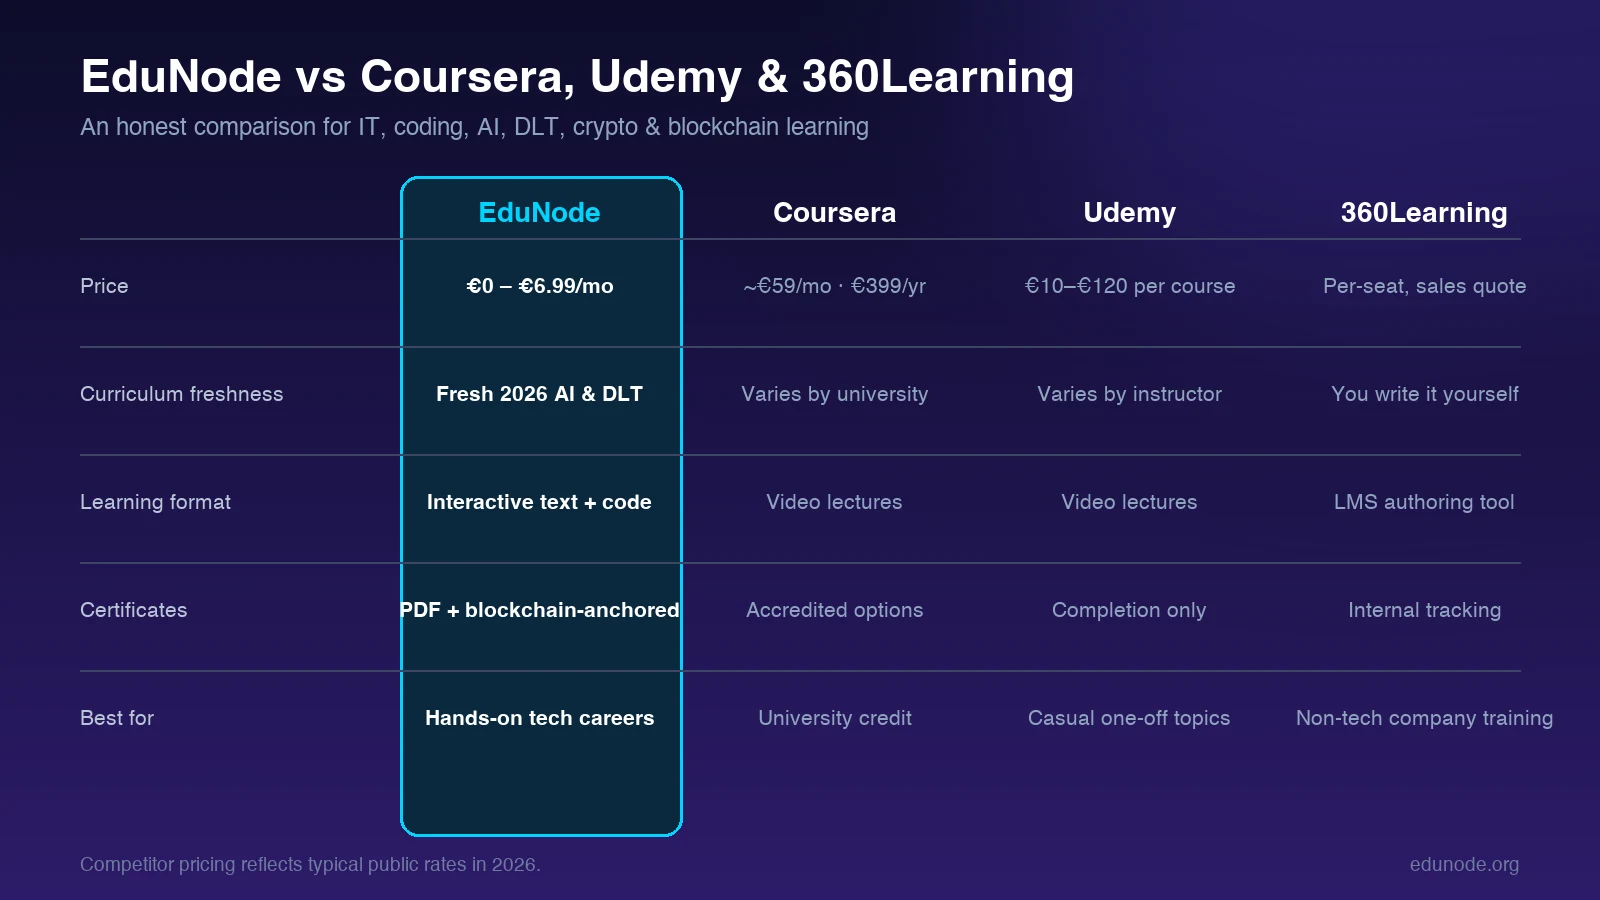 EduNode vs Coursera, Udemy & 360Learning
An honest comparison for IT, coding, AI, DLT, crypto & blockchain learning
EduNode Coursera Udemy 360Learning
Price €0 – €6.99/mo ~€59/mo · €399/yr €10–€120 per course Per-seat, sales quote
Curriculum freshness Fresh 2026 AI & DLT Varies by university Varies by instructor You write it yourself
Learning format Interactive text + code Video lectures Video lectures LMS authoring tool
Certificates PDF + blockchain-anchored Accredited options Completion only Internal tracking
Best for Hands-on tech careers University credit Casual one-off topics Non-tech company training
Competitor pricing reflects typical public rates in 2026. edunode.org